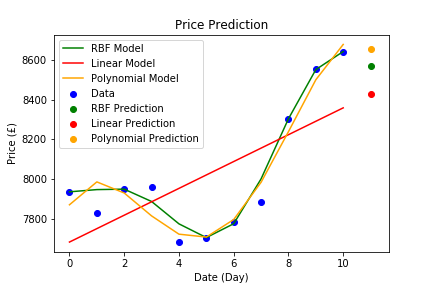 Price Prediction
RBF Model
Linear Model
Polynomial Model
Data
RBF Prediction
Linear Prediction
Polynomial Prediction
Price (£)
8600
8400
8200
8000
7800
0 2 4 6 8 10
Date (Day)